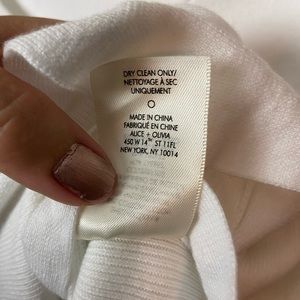 DRY CLEAN ONLY/
NETTOYAGE À SEC
UNIQUEMENT
MADE IN CHINA
FABRIQUÉ EN CHINE
ALICE + OLIVIA
450 W 14TH ST 11FL
NEW YORK, NY 10014